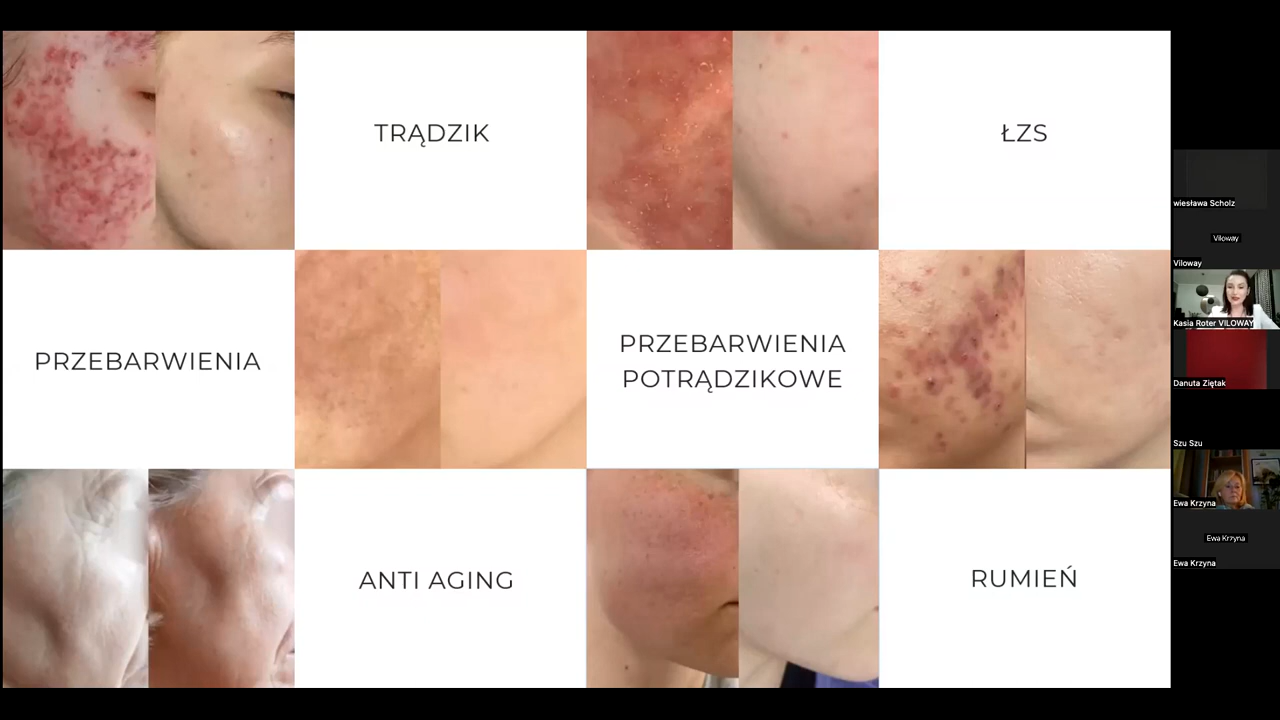 TRĄDZIK
ŁZS
PRZEBARWIENIA
PRZEBARWIENIA
POTRĄDZIKOWE
ANTI AGING
RUMIEŃ
wiesława Scholz
Viloway
Viloway
Kasia Roter VILOWAY
Danuta Ziętak
Szu Szu
Ewa Krzyna
Ewa Krzyna
Ewa Krzyna